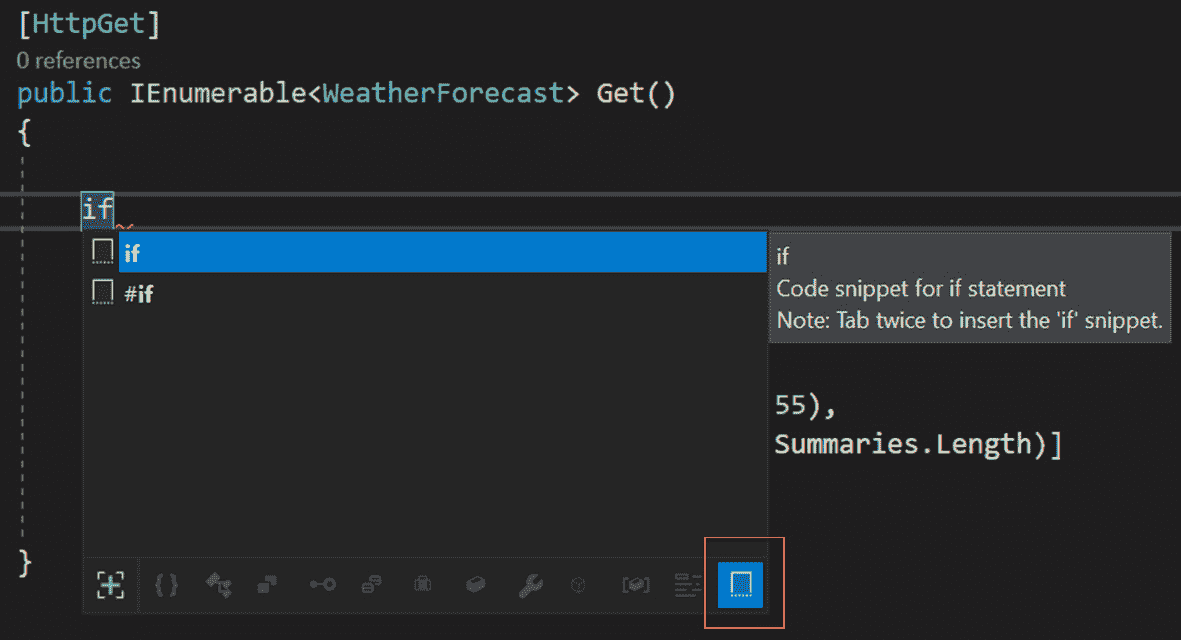 [HttpGet]
0 references
public IEnumerable<WeatherForecast> Get()
{
if
if
#if
if
Code snippet for if statement
Note: Tab twice to insert the 'if' snippet.
55),
Summaries.Length)]
}